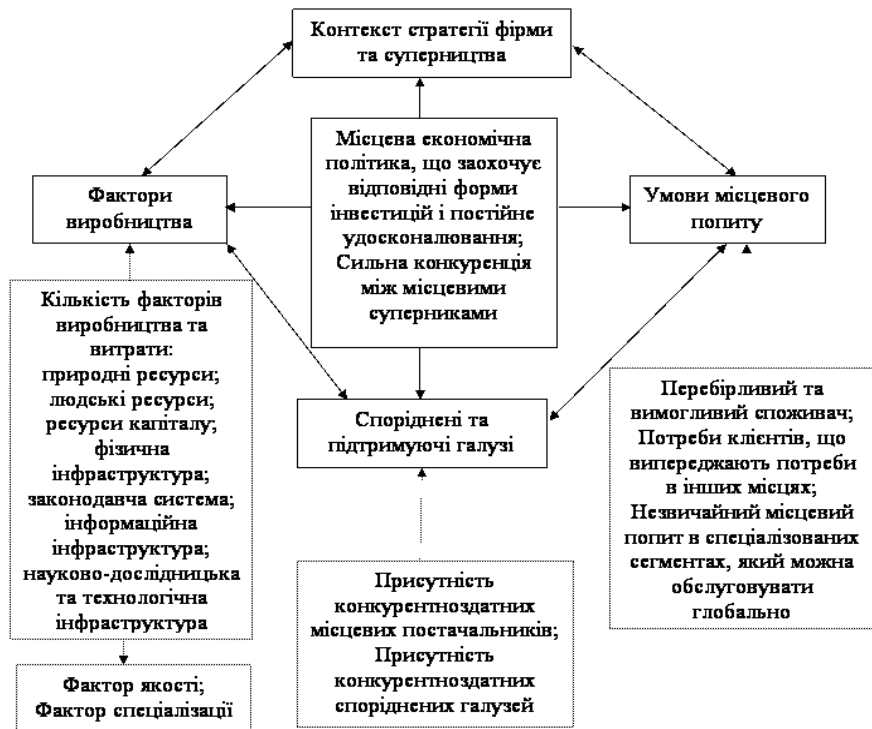 Контекст стратегії фірми
та суперництва
Місцева економічна
політика, що заохочує
відповідні форми
інвестицій і постійне
удосконалювання;
Сильна конкуренція
між місцевими
суперниками
Фактори
виробництва
Умови місцевого
попиту
Кількість факторів
виробництва та
витрати:
природні ресурси;
людські ресурси;
ресурси капіталу;
фізична
інфраструктура;
законодавча система;
інформаційна
інфраструктура;
науково-дослідницька
та технологічна
інфраструктура
Споріднені та
підтримуючі галузі
Перебірливий та
вимогливий споживач;
Потреби клієнтів, що
випереджають потреби
в інших місцях;
Незвичайний місцевий
попит в спеціалізованих
сегментах, який можна
обслуговувати
глобально
Присутність
конкурентноздатних
місцевих постачальників;
Присутність
конкурентноздатних
споріднених галузей
Фактор якості;
Фактор спеціалізації